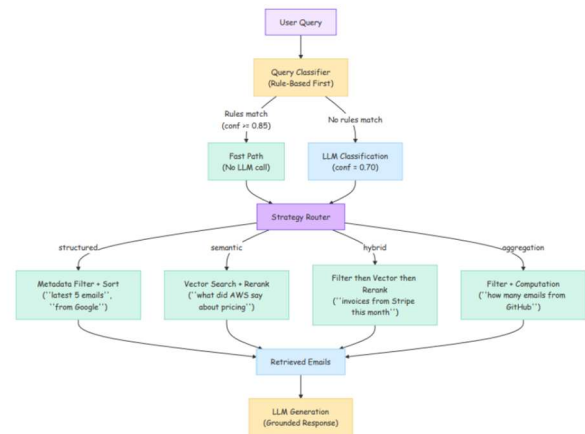 User Query
Query Classifier
(Rule-Based First)
Rules match
(conf >= 0.85)
No rules match
Fast Path
(No LLM call)
LLM Classification
(conf = 0.70)
Strategy Router
structured
semantic
hybrid
aggregation
Metadata Filter + Sort
(``latest 5 emails``,
``from Google``)
Vector Search + Rerank
(``what did AWS say
about pricing``)
Filter then Vector then
Rerank
(``invoices from Stripe
this month``)
Filter + Computation
(``how many emails from
GitHub``)
Retrieved Emails
LLM Generation
(Grounded Response)